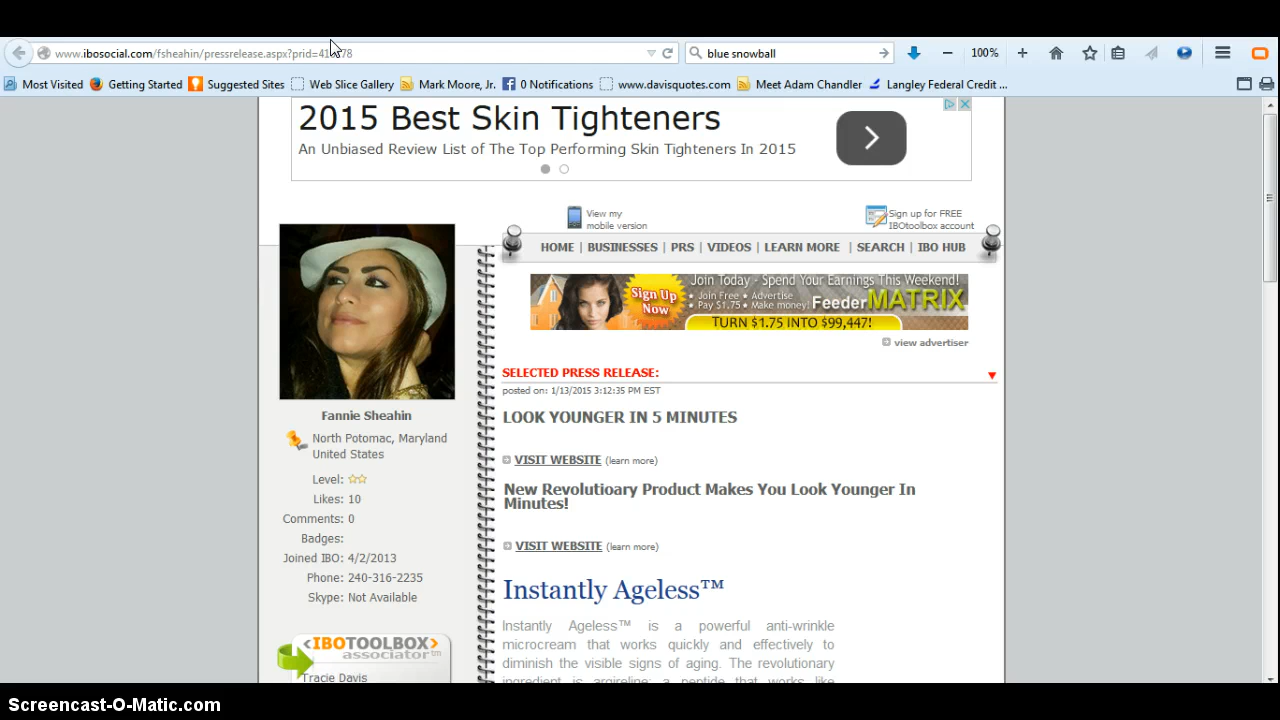 www.ibosocial.com/fsheahin/pressrelease.aspx?prid=41 78
blue snowball
100%
Most Visited
Getting Started
Suggested Sites
Web Slice Gallery
Mark Moore, Jr.
0 Notifications
www.davisquotes.com
Meet Adam Chandler
Langley Federal Credit ...
2015 Best Skin Tighteners
An Unbiased Review List of The Top Performing Skin Tighteners In 2015
View my
mobile version
Sign up for FREE
IBOtoolbox account
HOME | BUSINESSES | PRS | VIDEOS | LEARN MORE | SEARCH | IBO HUB
Join Today - Spend Your Earnings This Weekend!
Sign Up
Now
• Join Free • Advertise
• Pay $1.75 • Make money!
FeederMATRIX
TURN $1.75 INTO $99,447!
view advertiser
SELECTED PRESS RELEASE:
posted on: 1/13/2015 3:12:35 PM EST
LOOK YOUNGER IN 5 MINUTES
VISIT WEBSITE (learn more)
New Revolutioary Product Makes You Look Younger In
Minutes!
VISIT WEBSITE (learn more)
Instantly Ageless™
Instantly Ageless™ is a powerful anti-wrinkle
microcream that works quickly and effectively to
diminish the visible signs of aging. The revolutionary
ingredient is argireline; a peptide that works like
Fannie Sheahin
North Potomac, Maryland
United States
Level:
Likes: 10
Comments: 0
Badges:
Joined IBO: 4/2/2013
Phone: 240-316-2235
Skype: Not Available
<IBOTOOLBOX>
associator™
Tracie Davis
Screencast-O-Matic.com